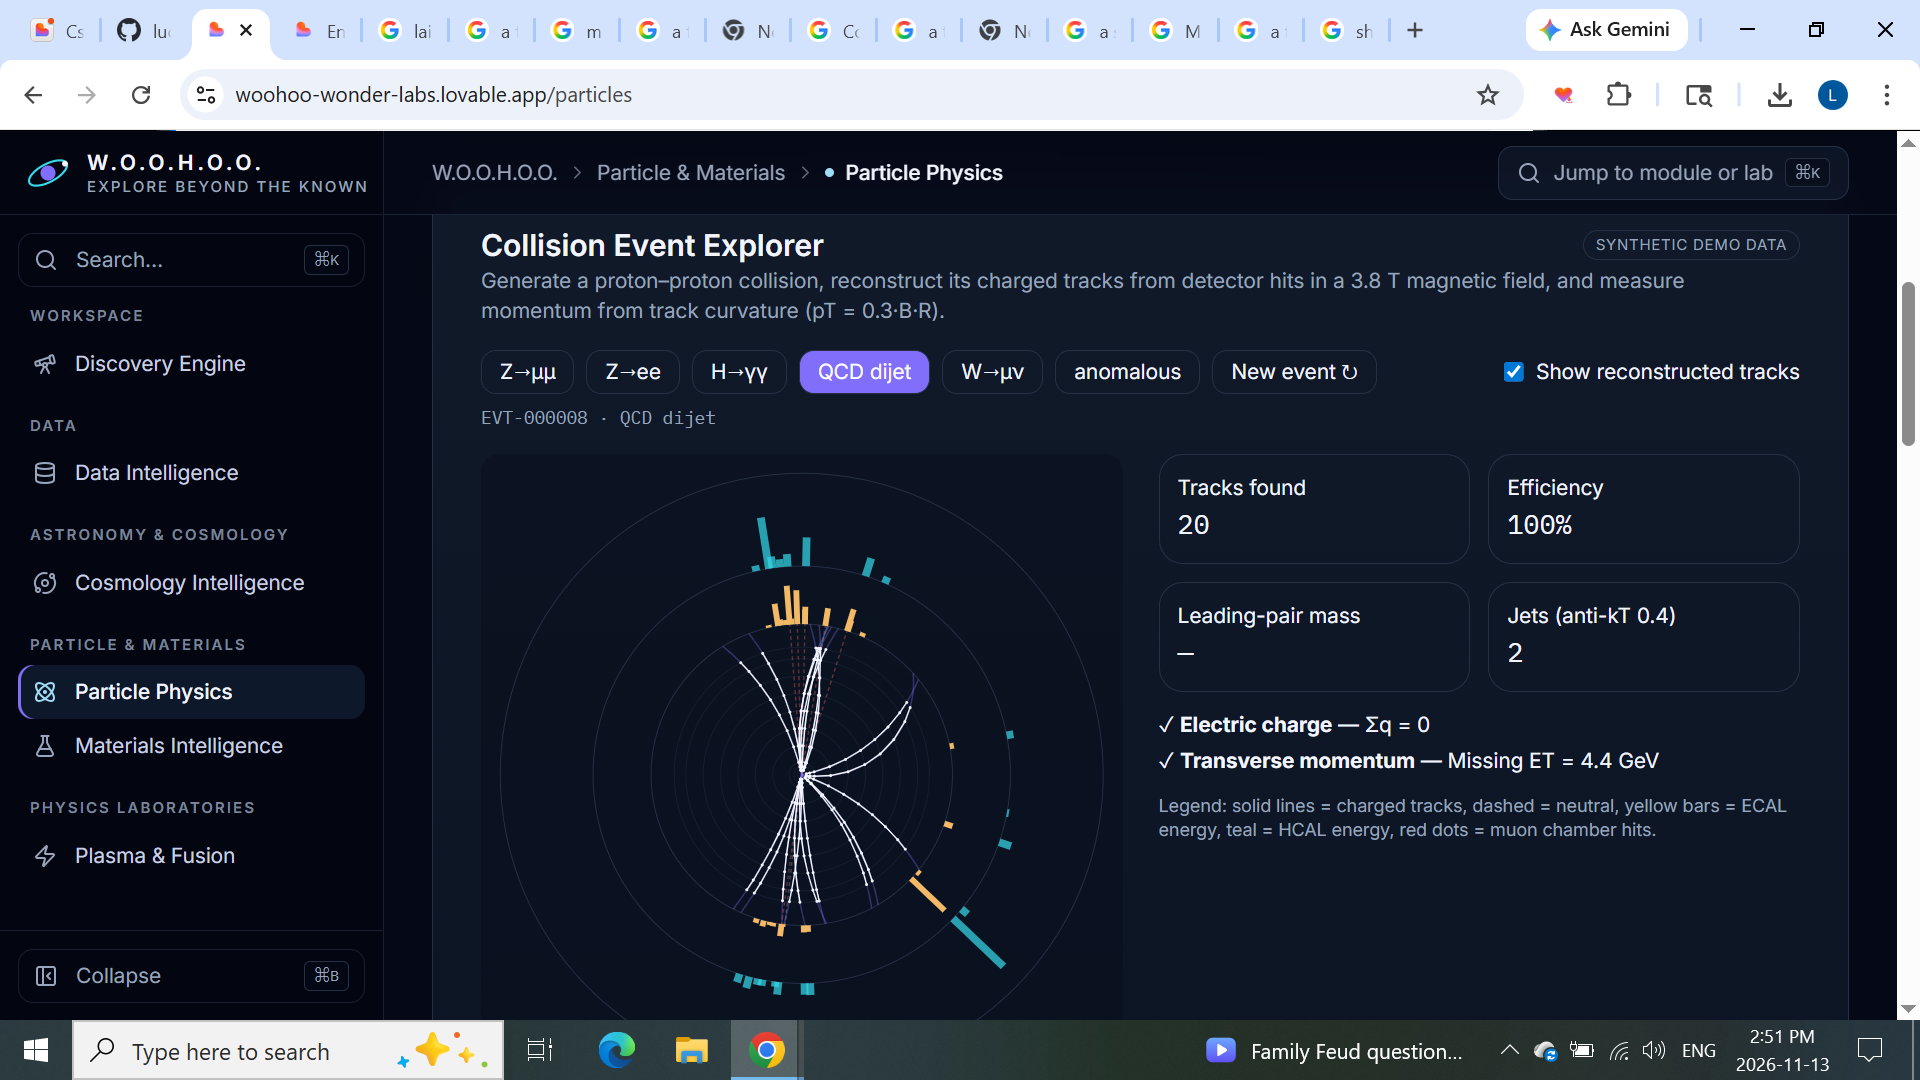 Cs
lu
En
lai
a
m
a
N
Co
a
N
a
M
a
sh
Ask Gemini
woohoo-wonder-labs.lovable.app/particles
L
W.O.O.H.O.O.
EXPLORE BEYOND THE KNOWN
W.O.O.H.O.O. > Particle & Materials > • Particle Physics
Jump to module or lab ⌘K
Search... ⌘K
WORKSPACE
Discovery Engine
DATA
Data Intelligence
ASTRONOMY & COSMOLOGY
Cosmology Intelligence
PARTICLE & MATERIALS
Particle Physics
Materials Intelligence
PHYSICS LABORATORIES
Plasma & Fusion
Collapse ⌘B
Collision Event Explorer
SYNTHETIC DEMO DATA
Generate a proton–proton collision, reconstruct its charged tracks from detector hits in a 3.8 T magnetic field, and measure
momentum from track curvature (pT = 0.3·B·R).
Z→μμ
Z→ee
H→γγ
QCD dijet
W→μν
anomalous
New event ↻
Show reconstructed tracks
EVT-000008 · QCD dijet
Tracks found
20
Efficiency
100%
Leading-pair mass
—
Jets (anti-kT 0.4)
2
✓ Electric charge — Σq = 0
✓ Transverse momentum — Missing ET = 4.4 GeV
Legend: solid lines = charged tracks, dashed = neutral, yellow bars = ECAL
energy, teal = HCAL energy, red dots = muon chamber hits.
Type here to search
Family Feud question...
ENG
2:51 PM
2026-11-13